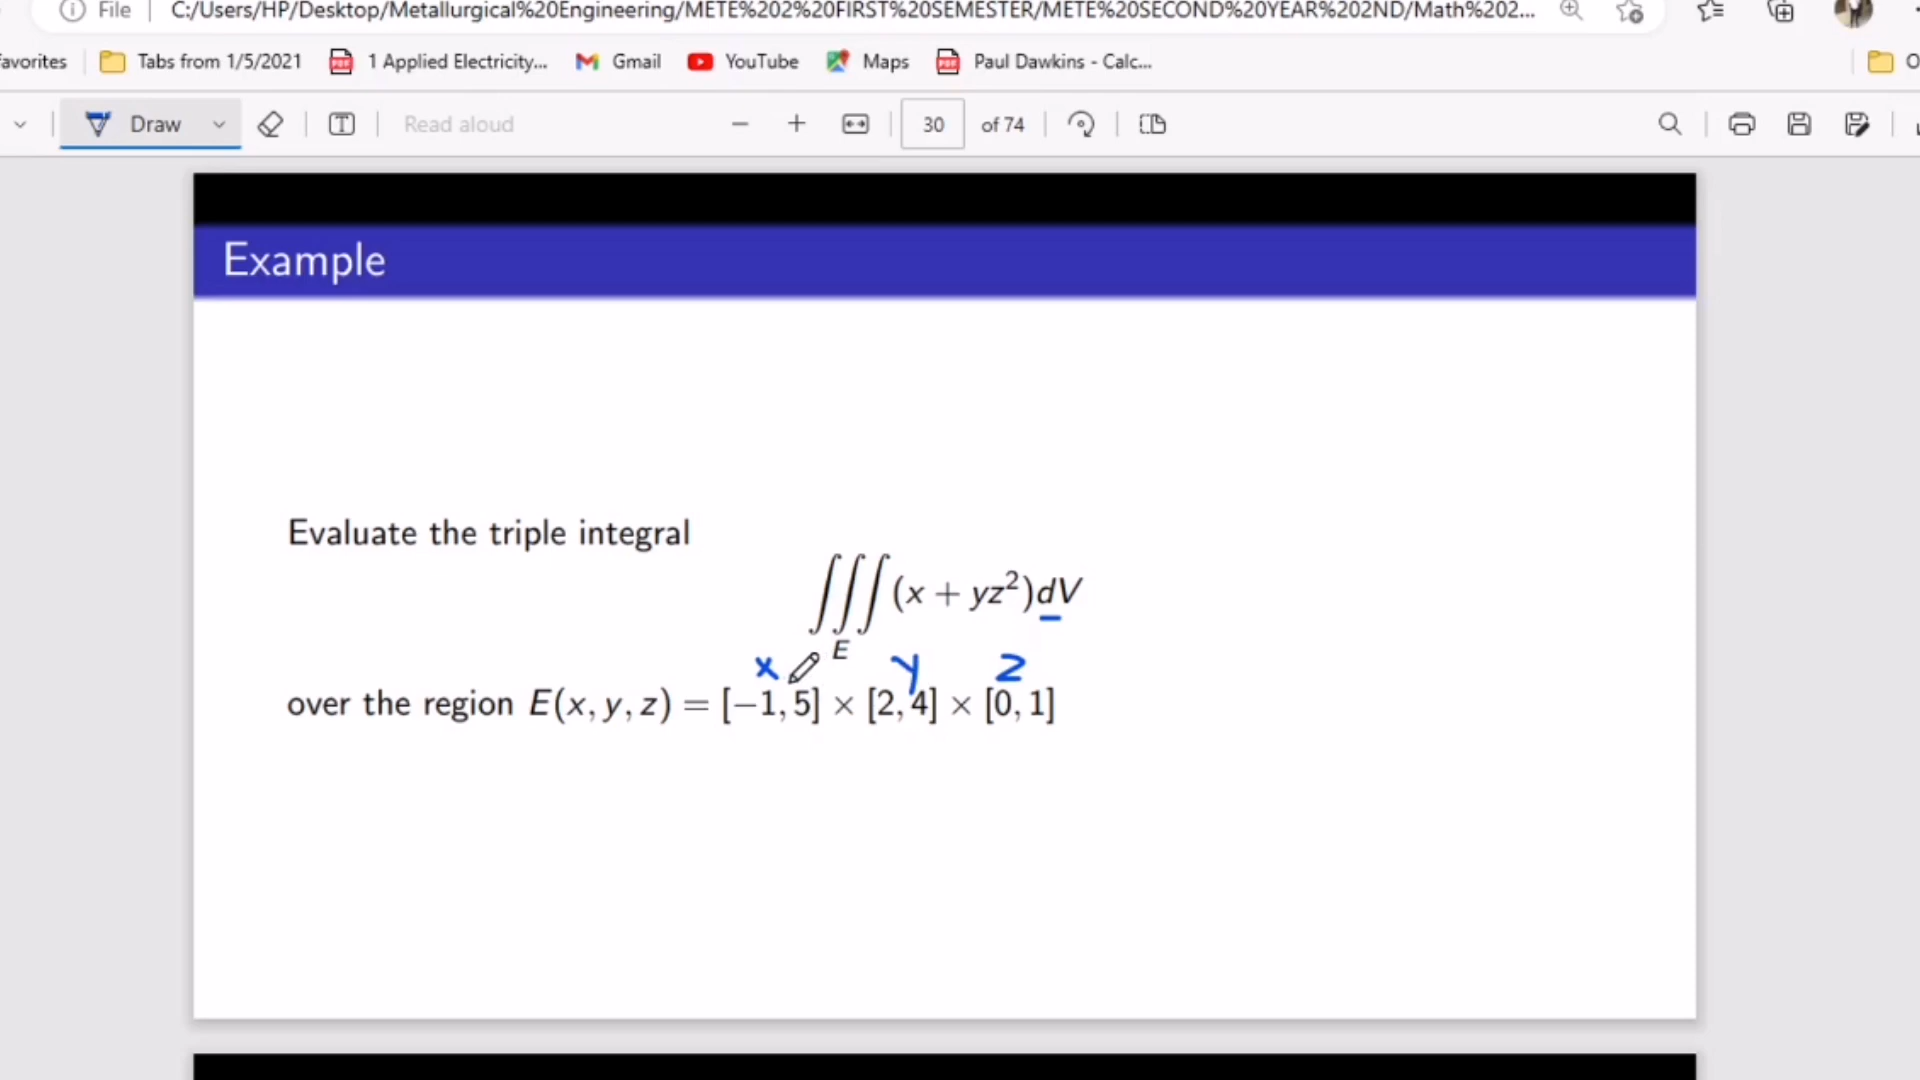 File C:/Users/HP/Desktop/Metallurgical%20Engineering/METE%202%20FIRST%20SEMESTER/METE%20SECOND%20YEAR%202ND/Math%202...
avorites Tabs from 1/5/2021 1 Applied Electricity... Gmail YouTube Maps Paul Dawkins - Calc... O
Draw Read aloud 30 of 74
Example
Evaluate the triple integral
∭(x + yz²)dV
E
x y z
over the region E(x, y, z) = [−1, 5] × [2, 4] × [0, 1]